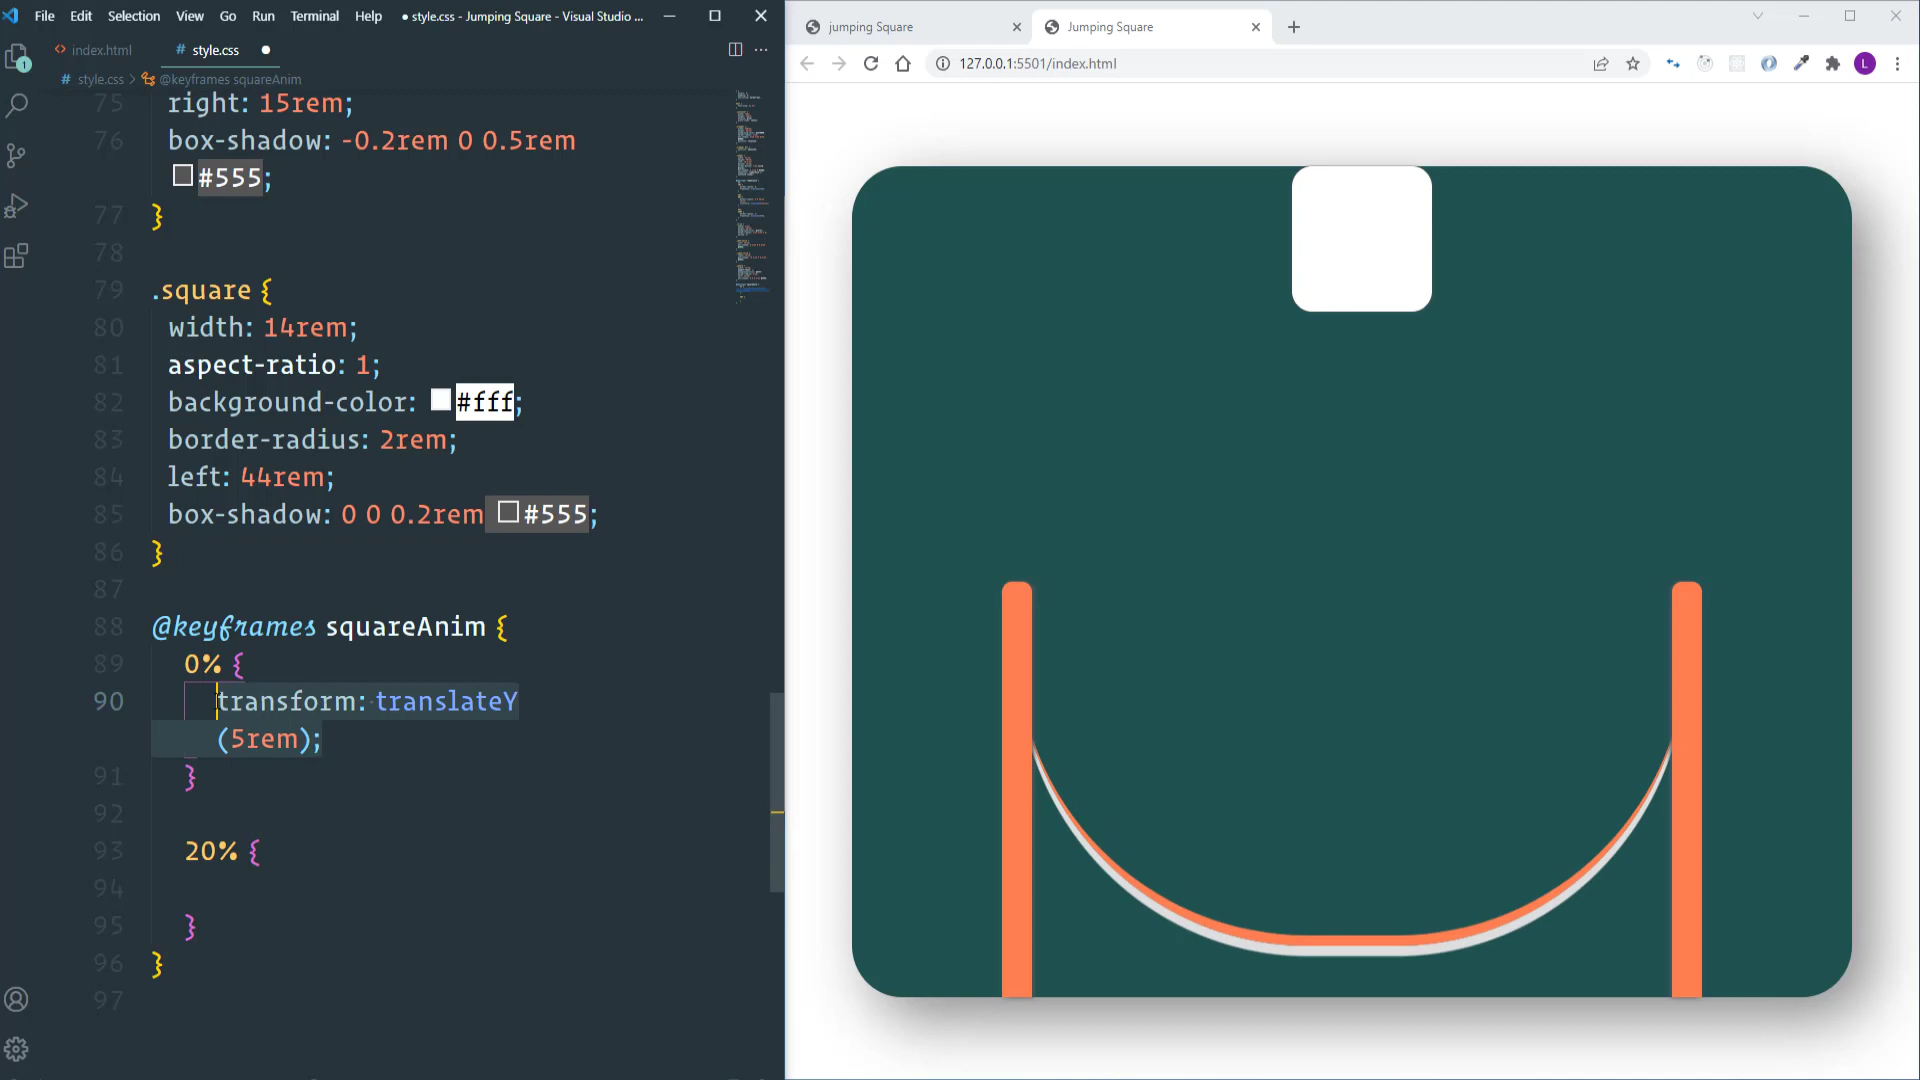 File Edit Selection View Go Run Terminal Help ● style.css - Jumping Square - Visual Studio ...
index.html # style.css ●
# style.css > @keyframes squareAnim
75 right: 15rem;
76 box-shadow: -0.2rem 0 0.5rem
#555;
77 }
78
79 .square {
80 width: 14rem;
81 aspect-ratio: 1;
82 background-color: #fff;
83 border-radius: 2rem;
84 left: 44rem;
85 box-shadow: 0 0 0.2rem #555;
86 }
87
88 @keyframes squareAnim {
89 0% {
90 transform: translateY
(5rem);
91 }
92
93 20% {
94
95 }
96 }
97
1
jumping Square
Jumping Square
127.0.0.1:5501/index.html
L